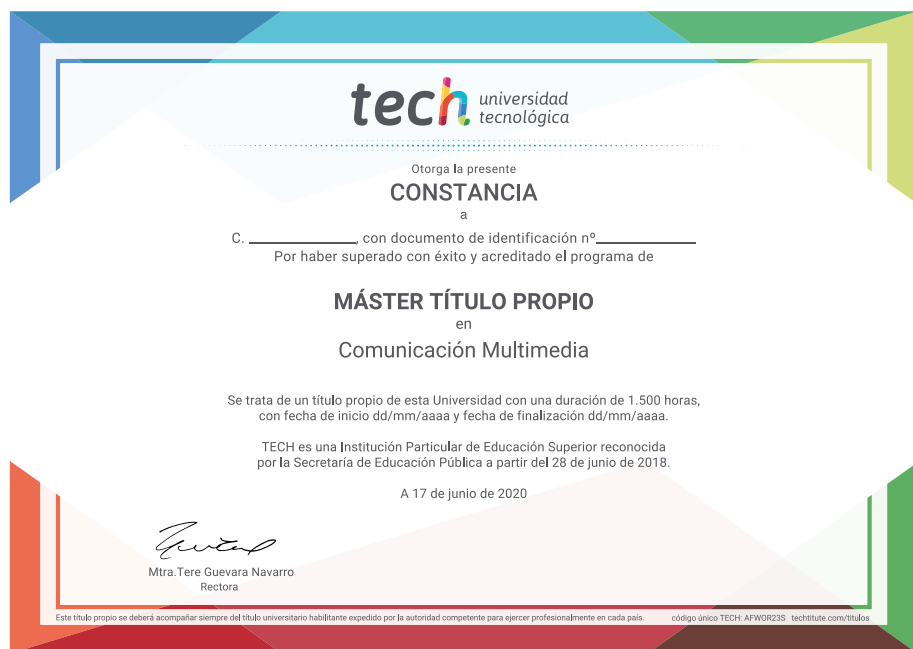 tech universidad
tecnológica
Otorga la presente
CONSTANCIA
a
C. ____________, con documento de identificación nº____________
Por haber superado con éxito y acreditado el programa de
MÁSTER TÍTULO PROPIO
en
Comunicación Multimedia
Se trata de un título propio de esta Universidad con una duración de 1.500 horas,
con fecha de inicio dd/mm/aaaa y fecha de finalización dd/mm/aaaa.
TECH es una Institución Particular de Educación Superior reconocida
por la Secretaría de Educación Pública a partir del 28 de junio de 2018.
A 17 de junio de 2020
Mtra.Tere Guevara Navarro
Rectora
Este título propio se deberá acompañar siempre del título universitario habilitante expedido por la autoridad competente para ejercer profesionalmente en cada país. código único TECH: AFWOR23S techtitute.com/titulos